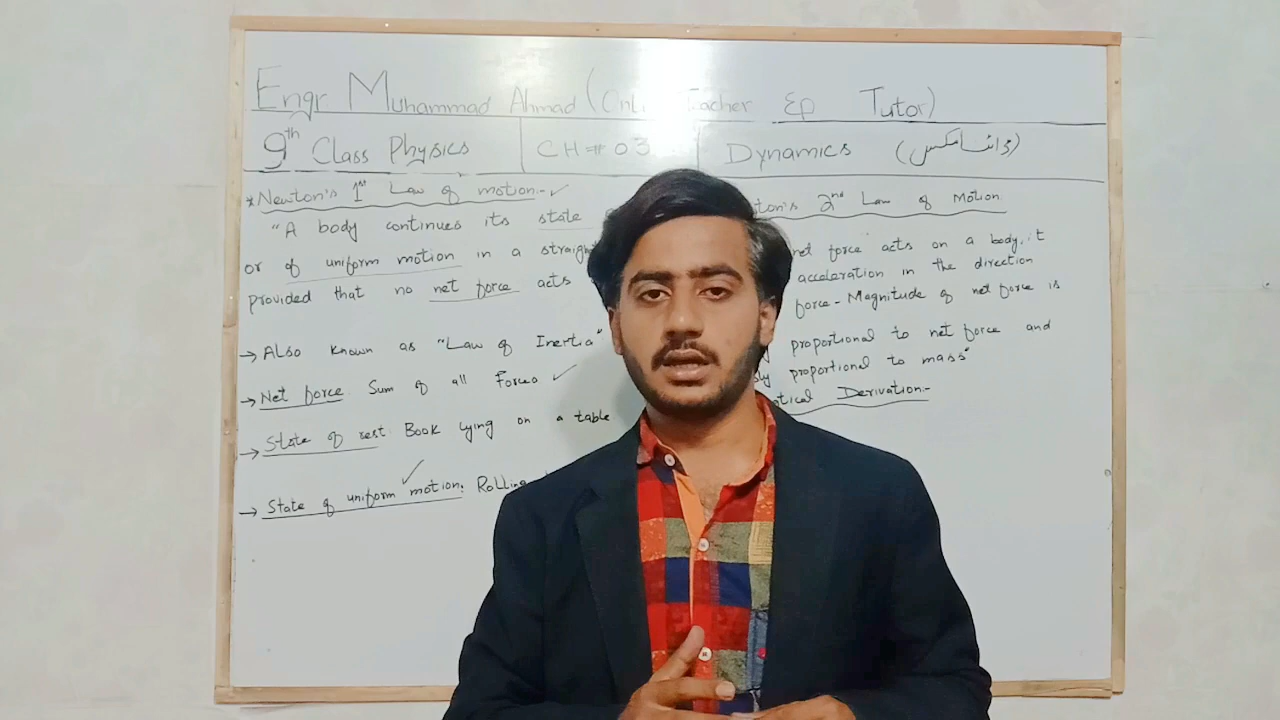 Engr Muhammad Ahmad (Teacher & Tutor)
9th Class Physics
CH # 03
Dynamics (ڈائنامکس)
* Newton's 1st Law of motion:- ✓
"A body continues its state
or of uniform motion in a straight
provided that no net force acts
→ Also known as "Law of Inertia"
→ Net force Sum of all Forces ✓
→ State of rest Book lying on a table
→ State of uniform motion: Rolling
2nd Law of Motion
net force acts on a body, it
acceleration in the direction
force - Magnitude of net force is
proportional to net force and
proportional to mass"
Derivation:-